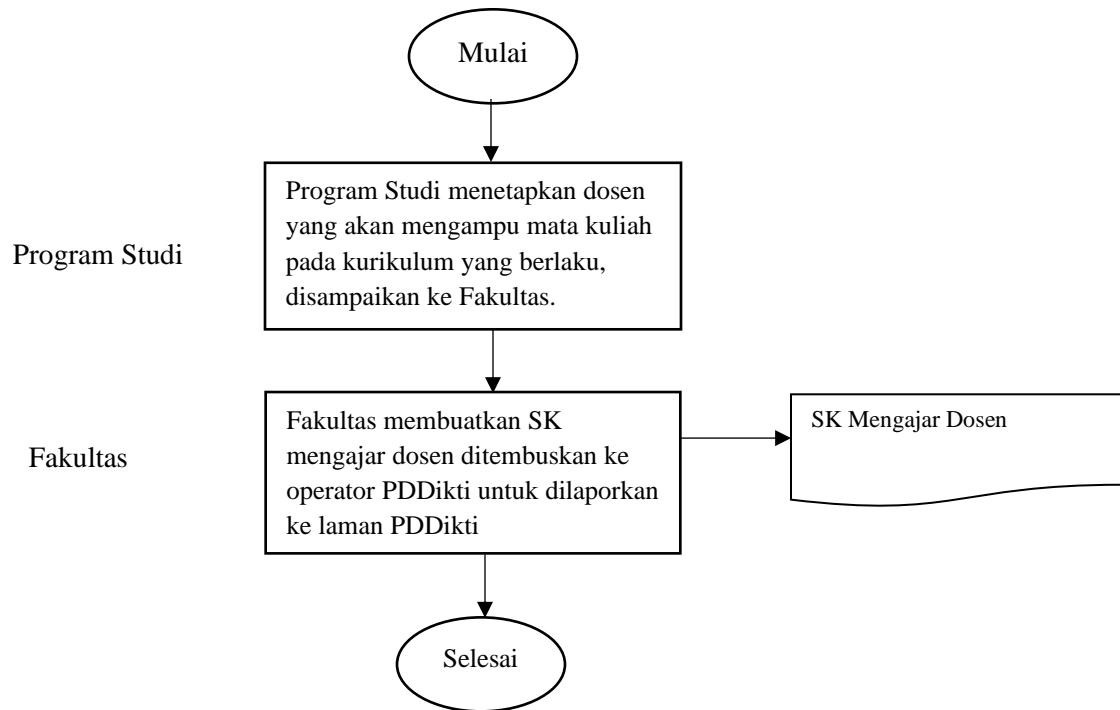 Mulai
Program Studi
Program Studi menetapkan dosen
yang akan mengampu mata kuliah
pada kurikulum yang berlaku,
disampaikan ke Fakultas.
Fakultas
Fakultas membuatkan SK
mengajar dosen ditembuskan ke
operator PDDikti untuk dilaporkan
ke laman PDDikti
SK Mengajar Dosen
Selesai